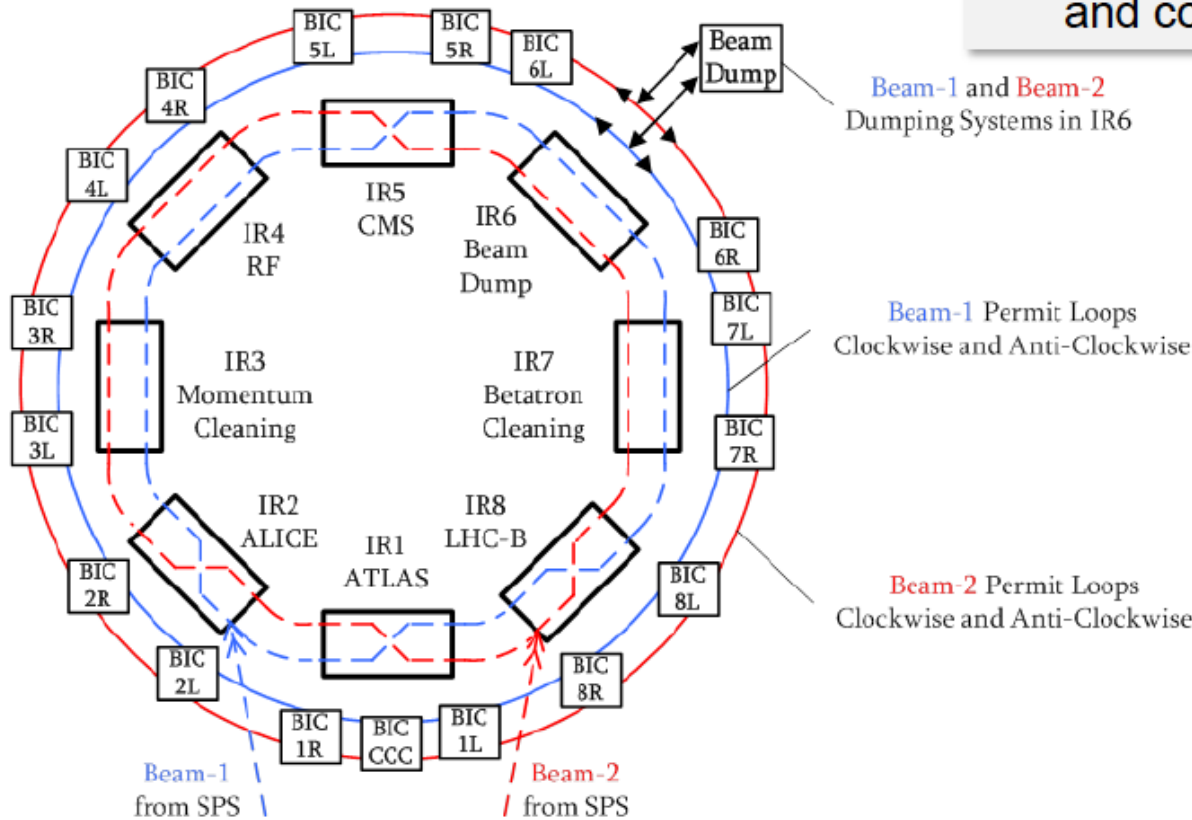 and co
BIC
5L
BIC
5R
BIC
6L
Beam
Dump
BIC
4R
Beam-1 and Beam-2
Dumping Systems in IR6
BIC
4L
IR5
CMS
IR4
RF
IR6
Beam
Dump
BIC
6R
BIC
7L
BIC
3R
Beam-1 Permit Loops
Clockwise and Anti-Clockwise
IR3
Momentum
Cleaning
IR7
Betatron
Cleaning
BIC
3L
BIC
7R
IR2
ALICE
IR1
ATLAS
IR8
LHC-B
BIC
2R
BIC
8L
Beam-2 Permit Loops
Clockwise and Anti-Clockwise
BIC
2L
BIC
8R
BIC
1R
BIC
CCC
BIC
1L
Beam-1
from SPS
Beam-2
from SPS